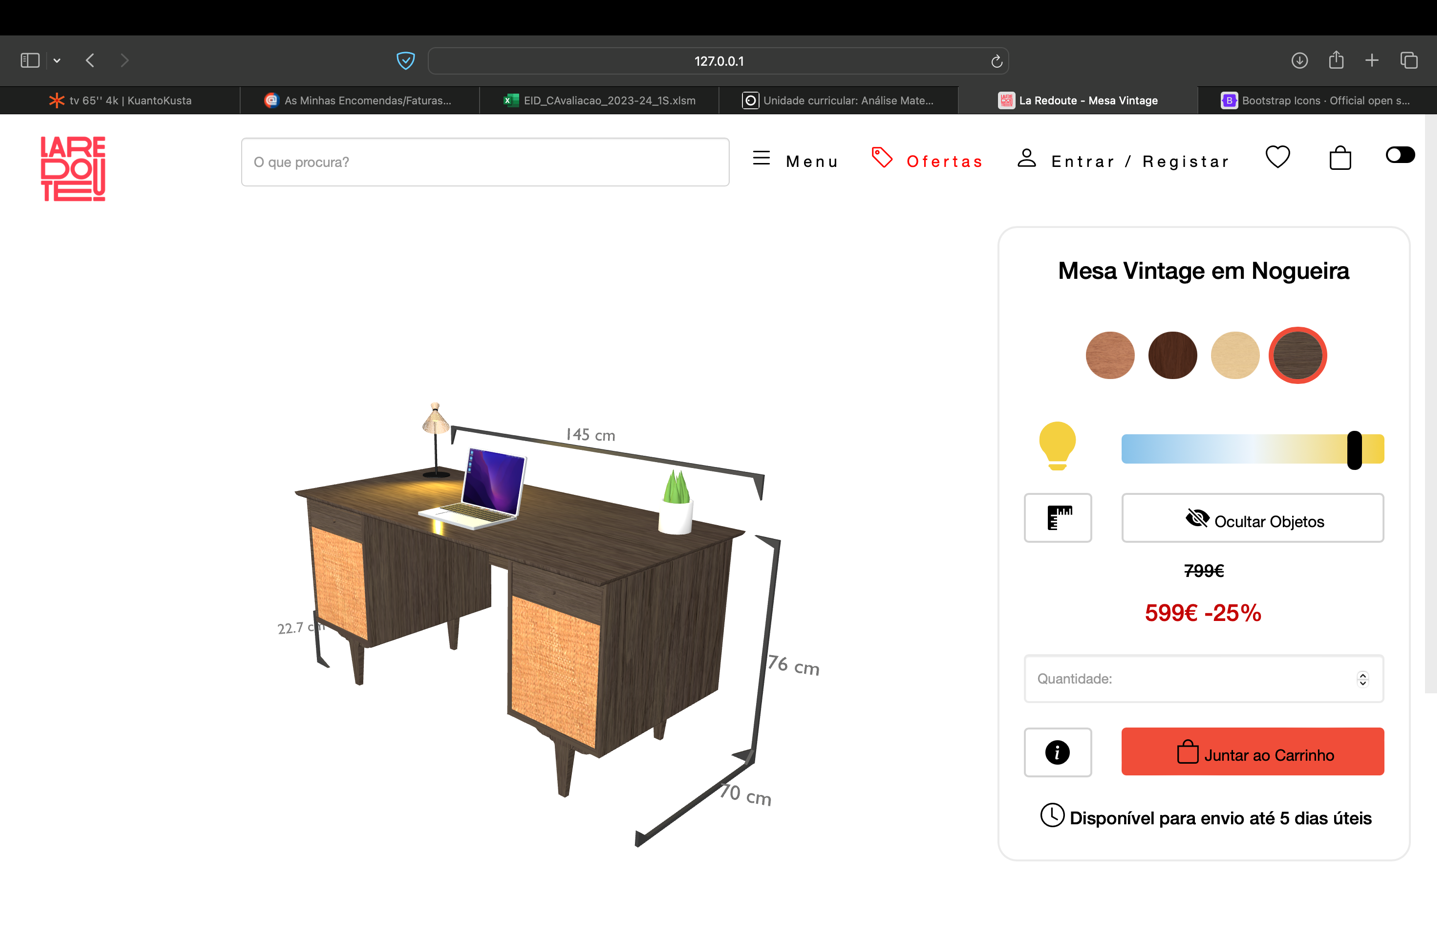 127.0.0.1
tv 65'' 4k | KuantoKusta
As Minhas Encomendas/Faturas...
EID_CAvaliacao_2023-24_1S.xlsm
Unidade curricular: Análise Mate...
La Redoute - Mesa Vintage
Bootstrap Icons · Official open s...
LA REDOUTE
O que procura?
Menu
Ofertas
Entrar / Registar
Mesa Vintage em Nogueira
145 cm
Ocultar Objetos
799€
599€ -25%
22.7 cm
76 cm
Quantidade:
70 cm
Juntar ao Carrinho
Disponível para envio até 5 dias úteis